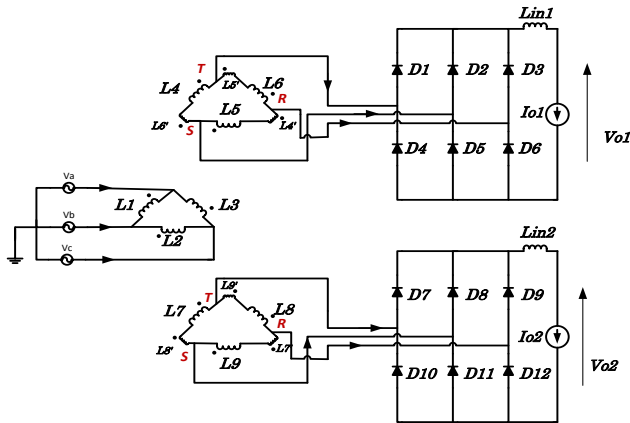 Lin1
T
L5'
L4
L6
R
L5
L6'
S
L4'
D1
D2
D3
Io1
Vo1
D4
D5
D6
Va
Vb
Vc
L1
L3
L2
Lin2
L9'
T
L7
L8
R
L8'
S
L9
L7'
D7
D8
D9
Io2
Vo2
D10
D11
D12